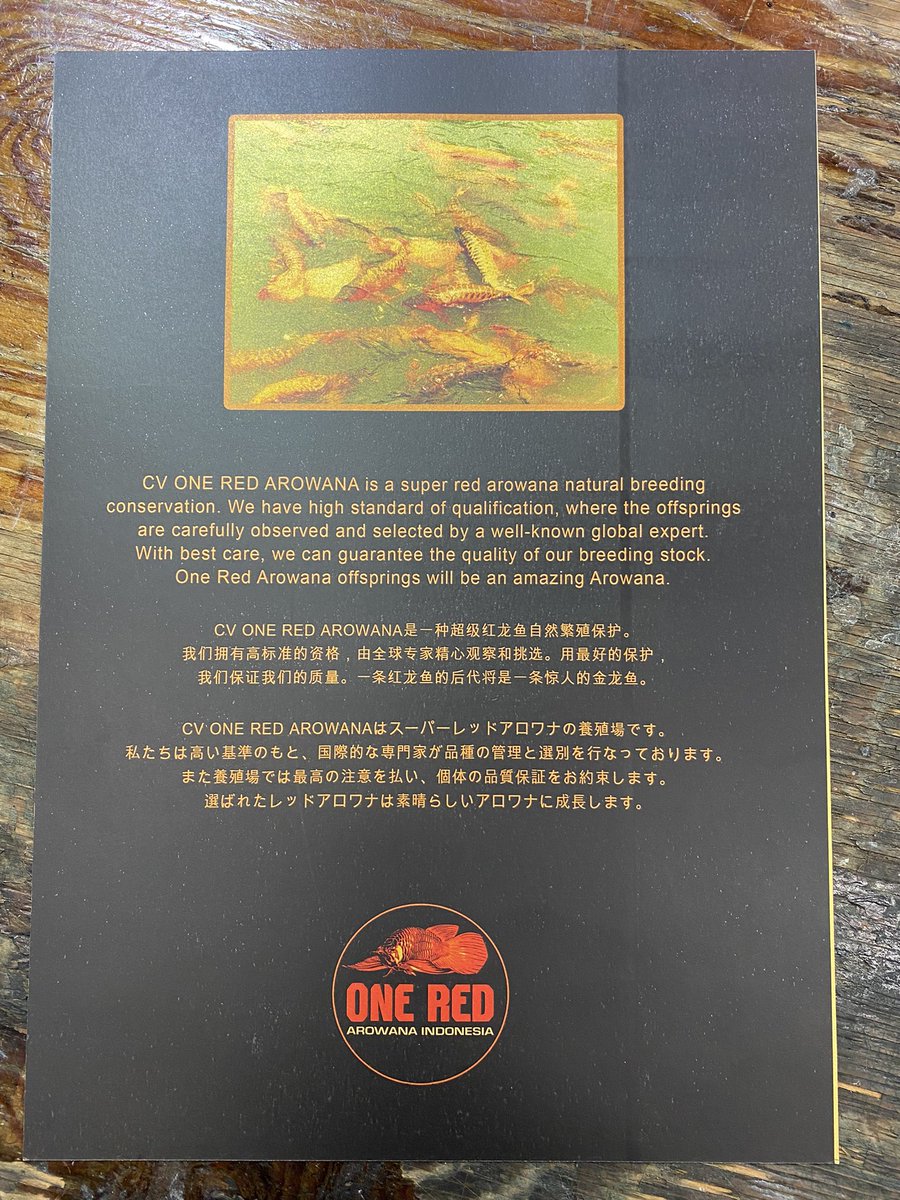 CV ONE RED AROWANA is a super red arowana natural breeding
conservation. We have high standard of qualification, where the offsprings
are carefully observed and selected by a well-known global expert.
With best care, we can guarantee the quality of our breeding stock.
One Red Arowana offsprings will be an amazing Arowana.
CV ONE RED AROWANA是一种超级红龙鱼自然繁殖保护。
我们拥有高标准的资格，由全球专家精心观察和挑选。用最好的保护，
我们保证我们的质量。一条红龙鱼的后代将是一条惊人的金龙鱼。
CV ONE RED AROWANAはスーパーレッドアロワナの養殖場です。
私たちは高い基準のもと、国際的な専門家が品種の管理と選別を行なっております。
また養殖場では最高の注意を払い、個体の品質保証をお約束します。
選ばれたレッドアロワナは素晴らしいアロワナに成長します。
ONE RED
AROWANA INDONESIA